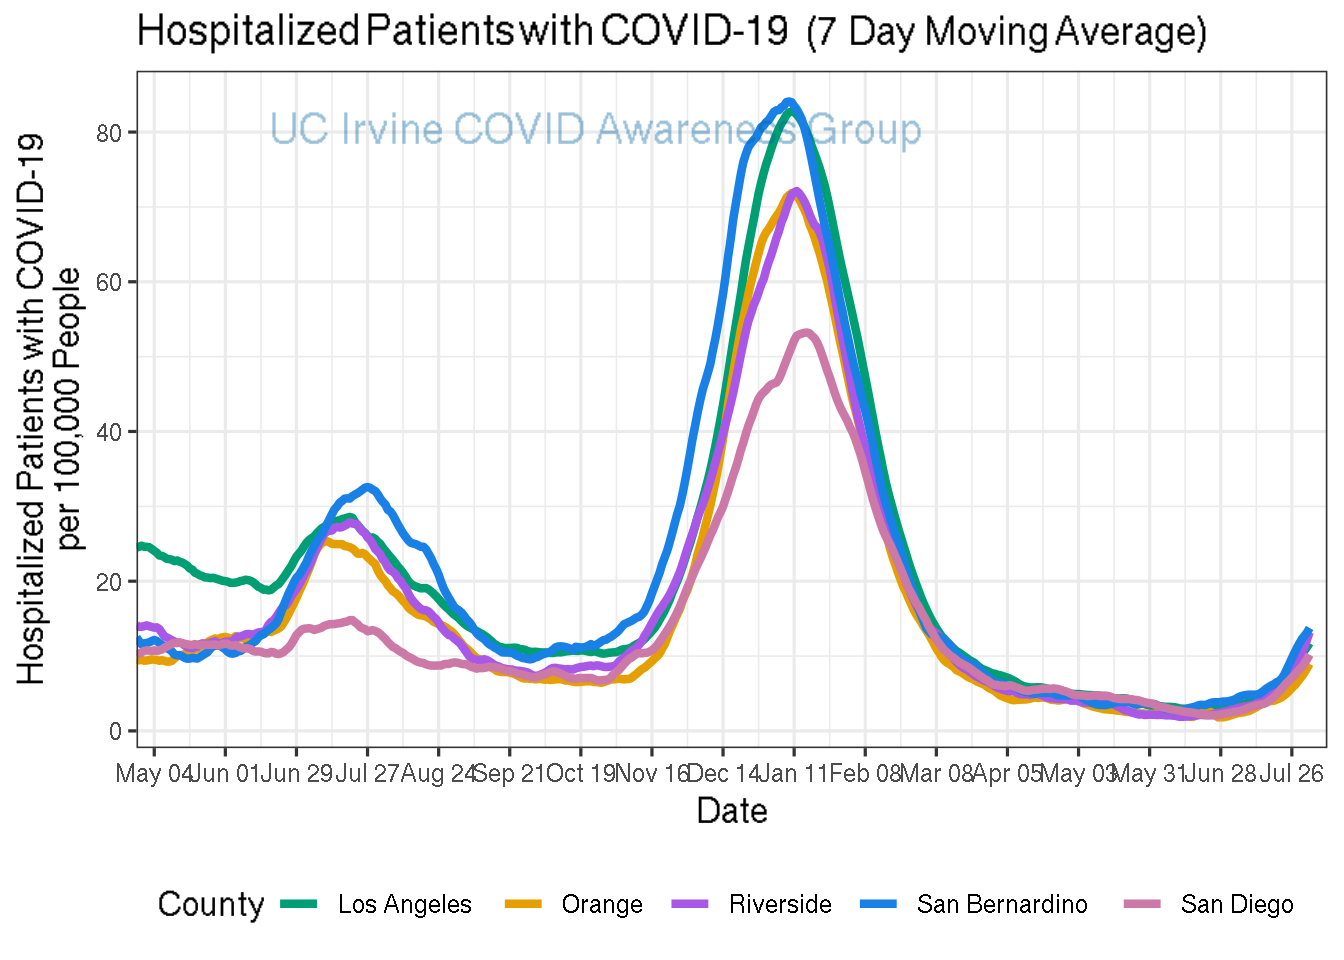 Hospitalized Patients with COVID-19 (7 Day Moving Average)
UC Irvine COVID Awareness Group
Hospitalized Patients with COVID-19
per 100,000 People
80
60
40
20
0
May 04 Jun 01 Jun 29 Jul 27 Aug 24 Sep 21 Oct 19 Nov 16 Dec 14 Jan 11 Feb 08 Mar 08 Apr 05 May 03 May 31 Jun 28 Jul 26
Date
County Los Angeles Orange Riverside San Bernardino San Diego